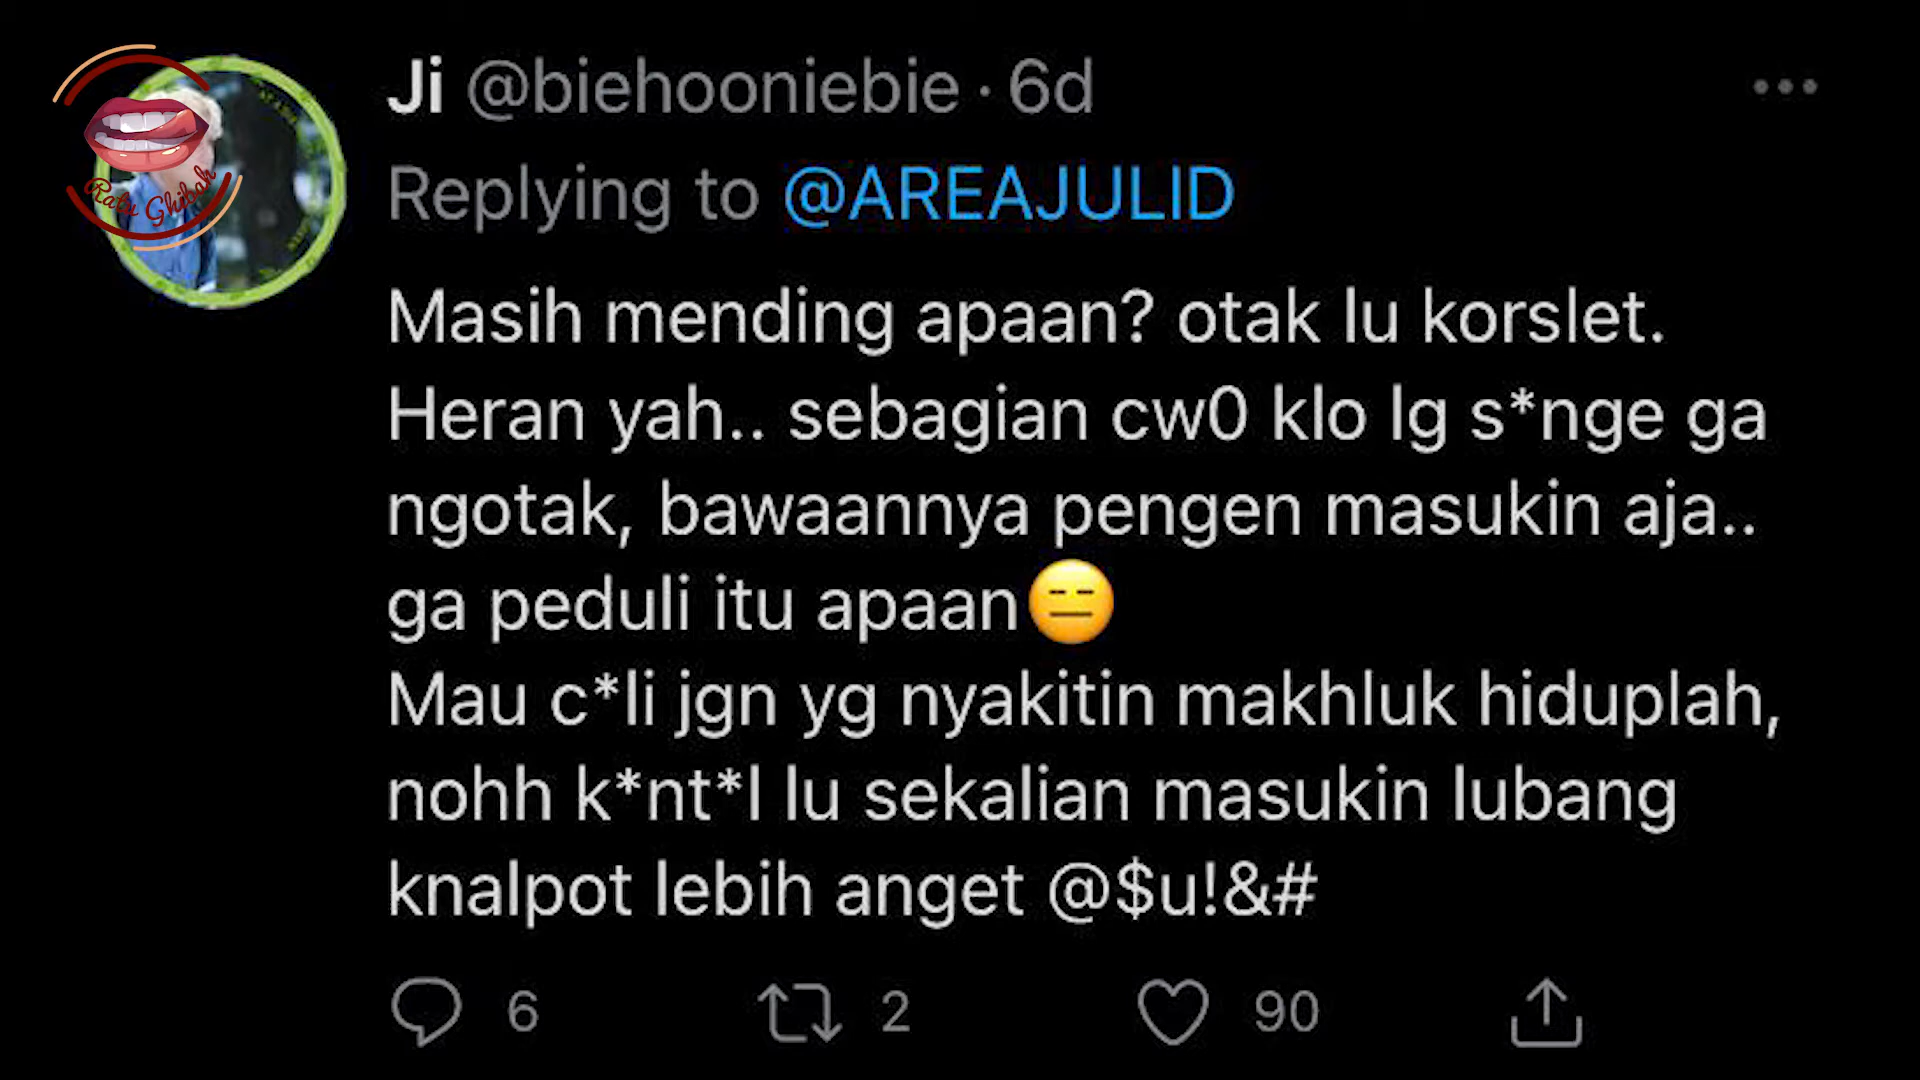 Ji @biehooniebie · 6d
Replying to @AREAJULID
Masih mending apaan? otak lu korslet.
Heran yah.. sebagian cw0 klo lg s*nge ga
ngotak, bawaannya pengen masukin aja..
ga peduli itu apaan😑
Mau c*li jgn yg nyakitin makhluk hiduplah,
nohh k*nt*l lu sekalian masukin lubang
knalpot lebih anget @$u!&#
6 2 90
Ratu Ghibah